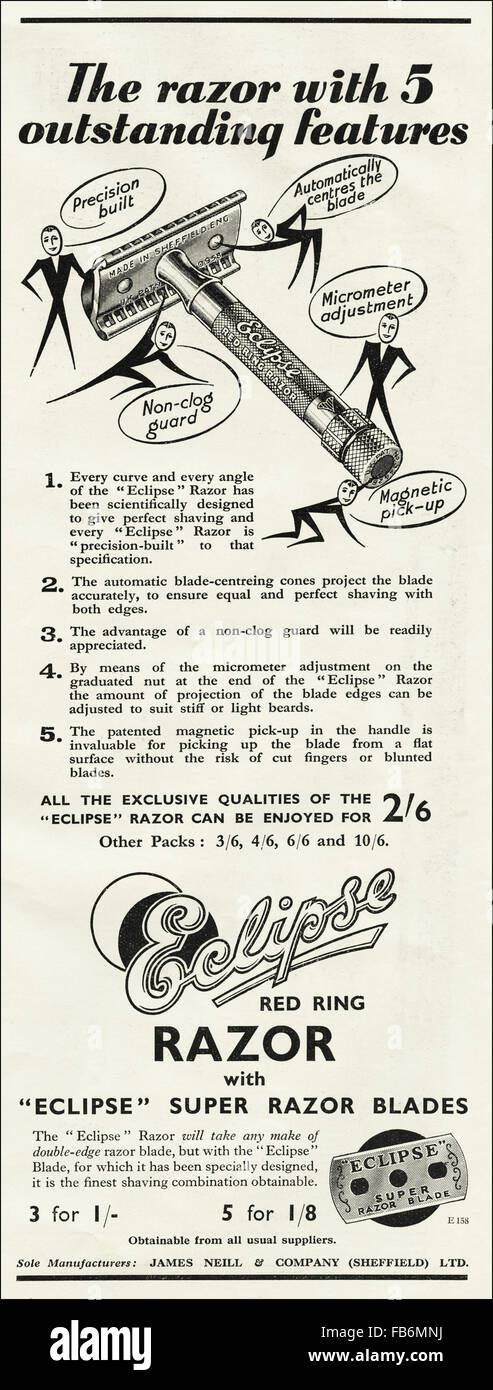 The razor with 5
outstanding features
Precision
built
Automatically
centres the
blade
MADE IN SHEFFIELD. ENG.
Micrometer
adjustment
Eclipse
RED RING RAZOR
Non-clog
guard
Magnetic
pick-up
1. Every curve and every angle
of the "Eclipse" Razor has
been scientifically designed
to give perfect shaving and
every "Eclipse" Razor is
"precision-built" to that
specification.
2. The automatic blade-centreing cones project the blade
accurately, to ensure equal and perfect shaving with
both edges.
3. The advantage of a non-clog guard will be readily
appreciated.
4. By means of the micrometer adjustment on the
graduated nut at the end of the "Eclipse" Razor
the amount of projection of the blade edges can be
adjusted to suit stiff or light beards.
5. The patented magnetic pick-up in the handle is
invaluable for picking up the blade from a flat
surface without the risk of cut fingers or blunted
blades.
ALL THE EXCLUSIVE QUALITIES OF THE
"ECLIPSE" RAZOR CAN BE ENJOYED FOR 2/6
Other Packs : 3/6, 4/6, 6/6 and 10/6.
Eclipse
RED RING
RAZOR
with
"ECLIPSE" SUPER RAZOR BLADES
The "Eclipse" Razor will take any make of
double-edge razor blade, but with the "Eclipse"
Blade, for which it has been specially designed,
it is the finest shaving combination obtainable.
"ECLIPSE"
SUPER
RAZOR BLADE
3 for 1/- 5 for 1/8
E 158
Obtainable from all usual suppliers.
Sole Manufacturers: JAMES NEILL & COMPANY (SHEFFIELD) LTD.
alamy stock photo
FB6MNJ
www.alamy.com